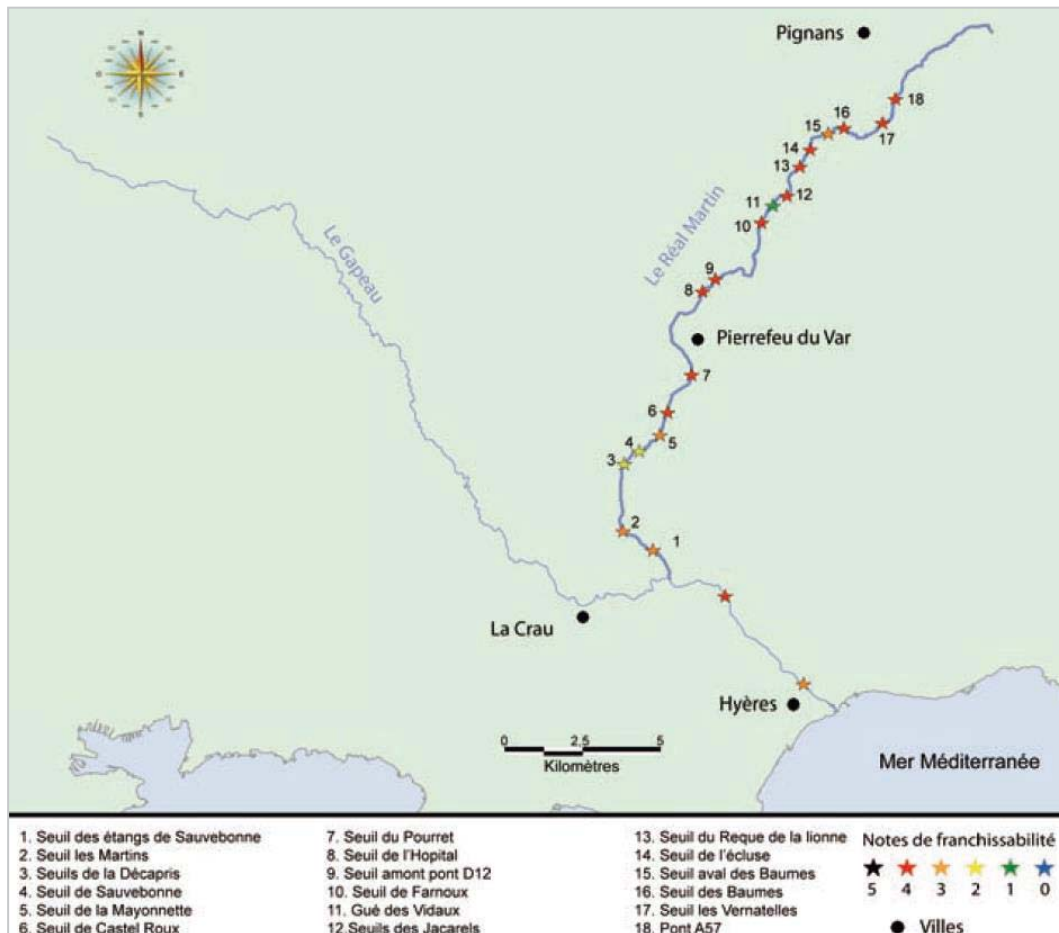 Pignans
18
16
15
17
14
13
11
12
10
Le Réal Martin
Le Gapeau
9
8
Pierrefeu du Var
7
6
5
4
3
2
1
La Crau
Hyères
0 2,5 5
Kilomètres
Mer Méditerranée
1. Seuil des étangs de Sauvebonne
2. Seuil les Martins
3. Seuils de la Décapris
4. Seuil de Sauvebonne
5. Seuil de la Mayonnette
6. Seuil de Castel Roux
7. Seuil du Pourret
8. Seuil de l'Hopital
9. Seuil amont pont D12
10. Seuil de Farnoux
11. Gué des Vidaux
12.Seuils des Jacarels
13. Seuil du Reque de la lionne
14. Seuil de l'écluse
15. Seuil aval des Baumes
16. Seuil des Baumes
17. Seuil les Vernatelles
18. Pont A57
Notes de franchissabilité
5 4 3 2 1 0
Villes